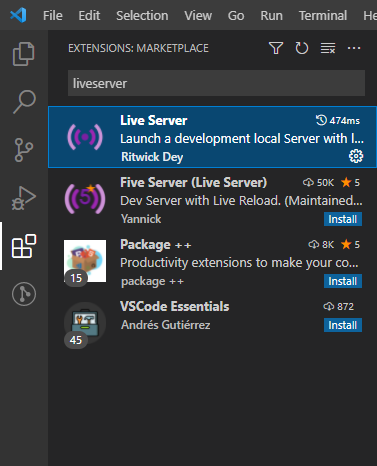 File Edit Selection View Go Run Terminal He
EXTENSIONS: MARKETPLACE
liveserver
Live Server 474ms
Launch a development local Server with l...
Ritwick Dey
Five Server (Live Server) 50K 5
Dev Server with Live Reload. (Maintained...
Yannick Install
Package ++ 8K 5
Productivity extensions to make your co...
15 package ++ Install
VSCode Essentials 872
45 Andrés Gutiérrez Install